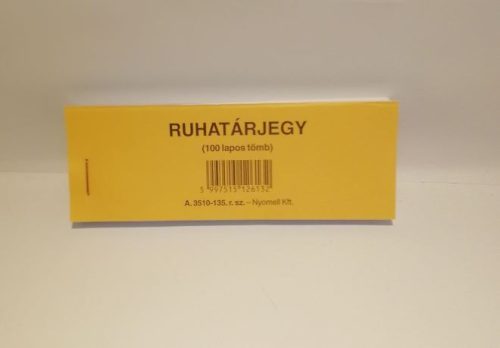 RUHATÁRJEGY
(100 lapos tömb)
5 997515 126132
A. 3510-135. r. sz. – Nyomell Kft.